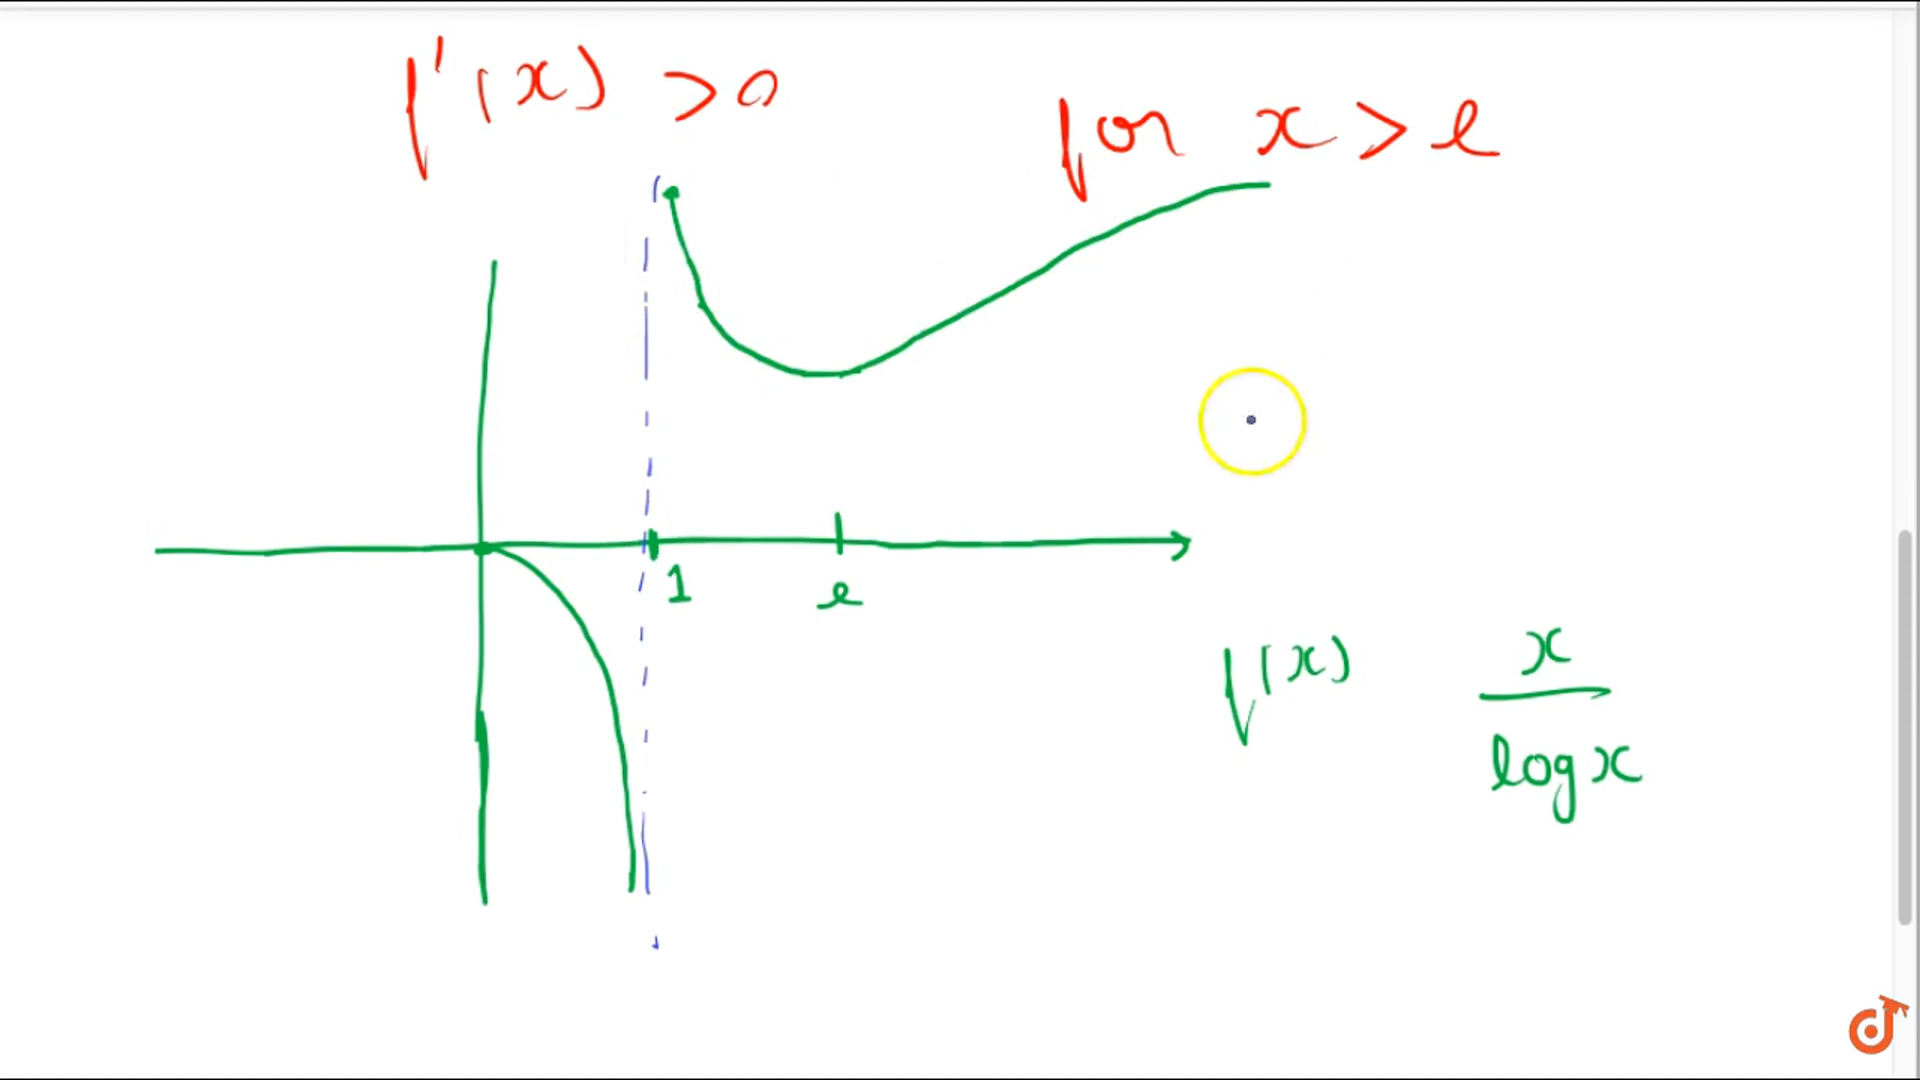 f'(x) > 0
for x > e
1
e
f(x) x
log x